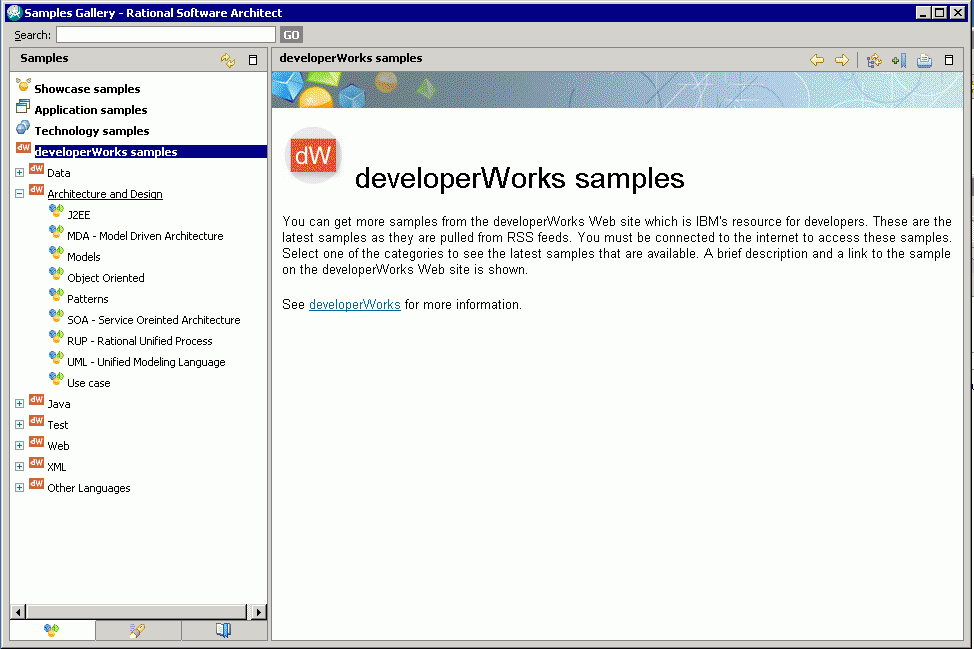 Samples Gallery - Rational Software Architect
Search:
GO
Samples
developerWorks samples
Showcase samples
Application samples
Technology samples
dW developerWorks samples
dW Data
dW Architecture and Design
J2EE
MDA - Model Driven Architecture
Models
Object Oriented
Patterns
SOA - Service Oreinted Architecture
RUP - Rational Unified Process
UML - Unified Modeling Language
Use case
dW Java
dW Test
dW Web
dW XML
dW Other Languages
dW
developerWorks samples
You can get more samples from the developerWorks Web site which is IBM's resource for developers. These are the
latest samples as they are pulled from RSS feeds. You must be connected to the internet to access these samples.
Select one of the categories to see the latest samples that are available. A brief description and a link to the sample
on the developerWorks Web site is shown.
See developerWorks for more information.